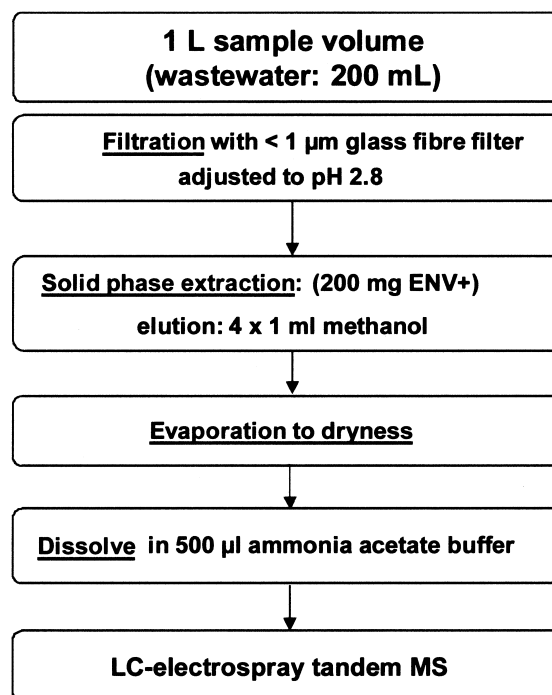 1 L sample volume
(wastewater: 200 mL)
Filtration with < 1 µm glass fibre filter
adjusted to pH 2.8
Solid phase extraction: (200 mg ENV+)
elution: 4 x 1 ml methanol
Evaporation to dryness
Dissolve in 500 µl ammonia acetate buffer
LC-electrospray tandem MS